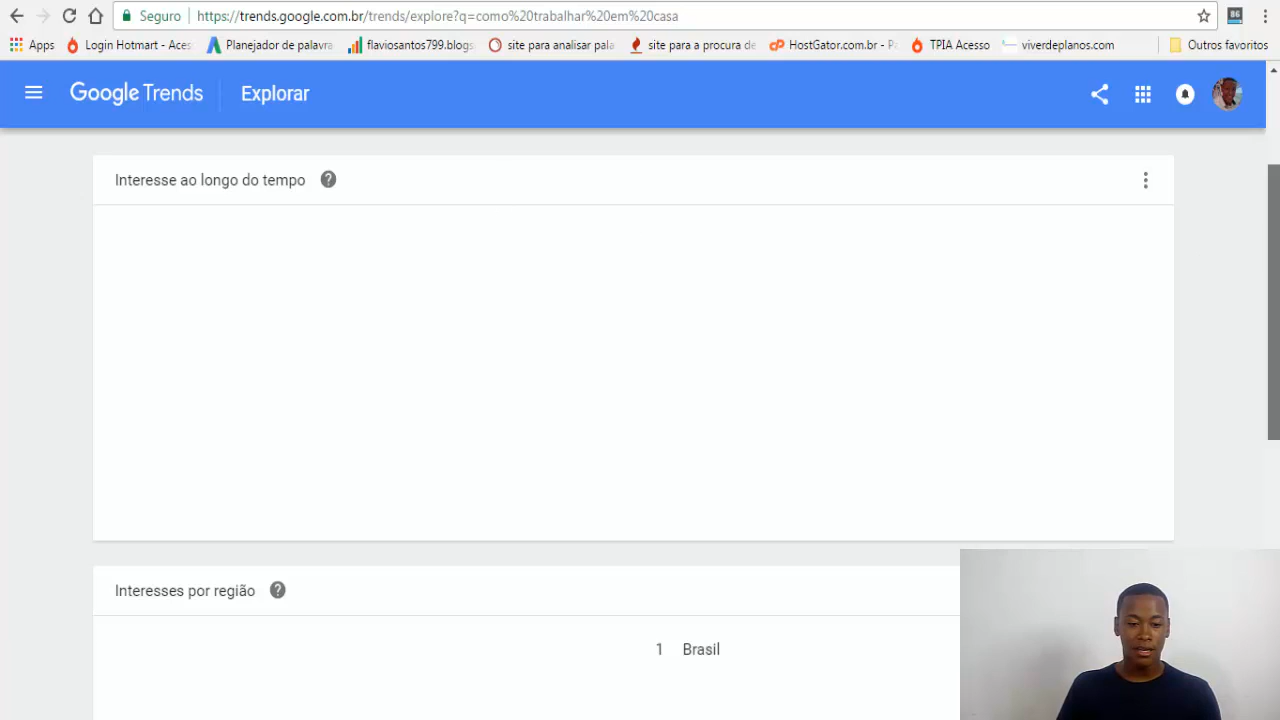 Seguro https://trends.google.com.br/trends/explore?q=como%20trabalhar%20em%20casa 86
Apps Login Hotmart - Aces Planejador de palavra flaviosantos799.blogs site para analisar pala site para a procura de HostGator.com.br - Pa TPIA Acesso viverdeplanos.com Outros favoritos
Google Trends Explorar
Interesse ao longo do tempo ?
Interesses por região ?
1 Brasil